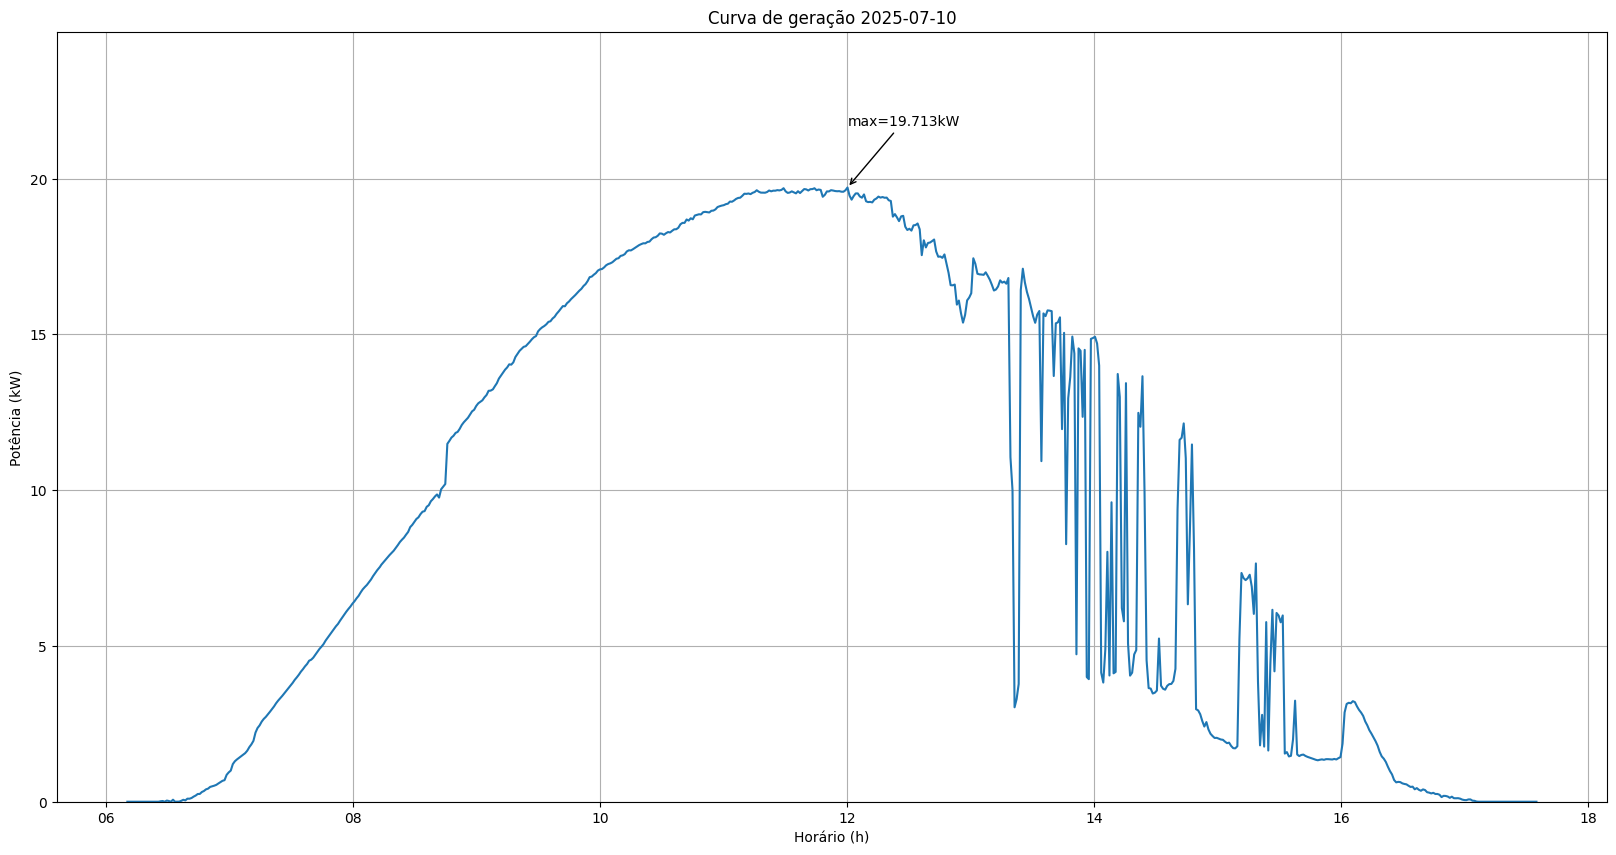 Curva de geração 2025-07-10
max=19.713kW
Potência (kW)
20
15
10
5
0
06 08 10 12 14 16 18
Horário (h)